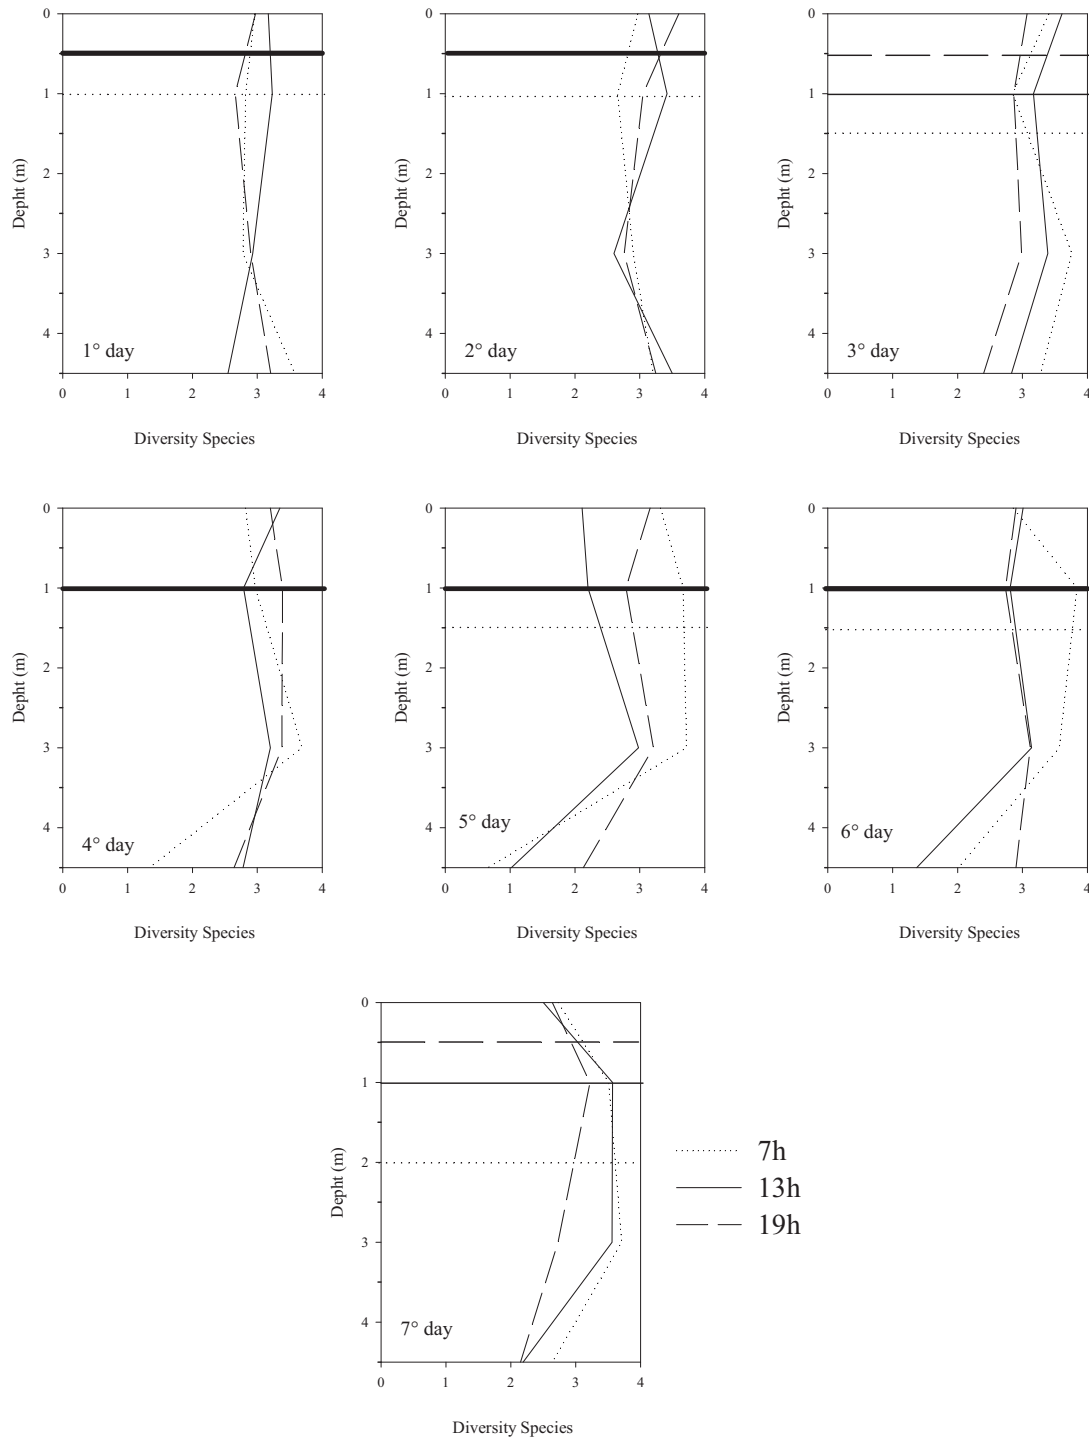 0
1
2
3
4
Depht (m)
1° day
0 1 2 3 4
Diversity Species
0
1
2
3
4
Depht (m)
2° day
0 1 2 3 4
Diversity Species
0
1
2
3
4
Depht (m)
3° day
0 1 2 3 4
Diversity Species
0
1
2
3
4
Depht (m)
4° day
0 1 2 3 4
Diversity Species
0
1
2
3
4
Depht (m)
5° day
0 1 2 3 4
Diversity Species
0
1
2
3
4
Depht (m)
6° day
0 1 2 3 4
Diversity Species
0
1
2
3
4
Depht (m)
7° day
0 1 2 3 4
Diversity Species
7h
13h
19h